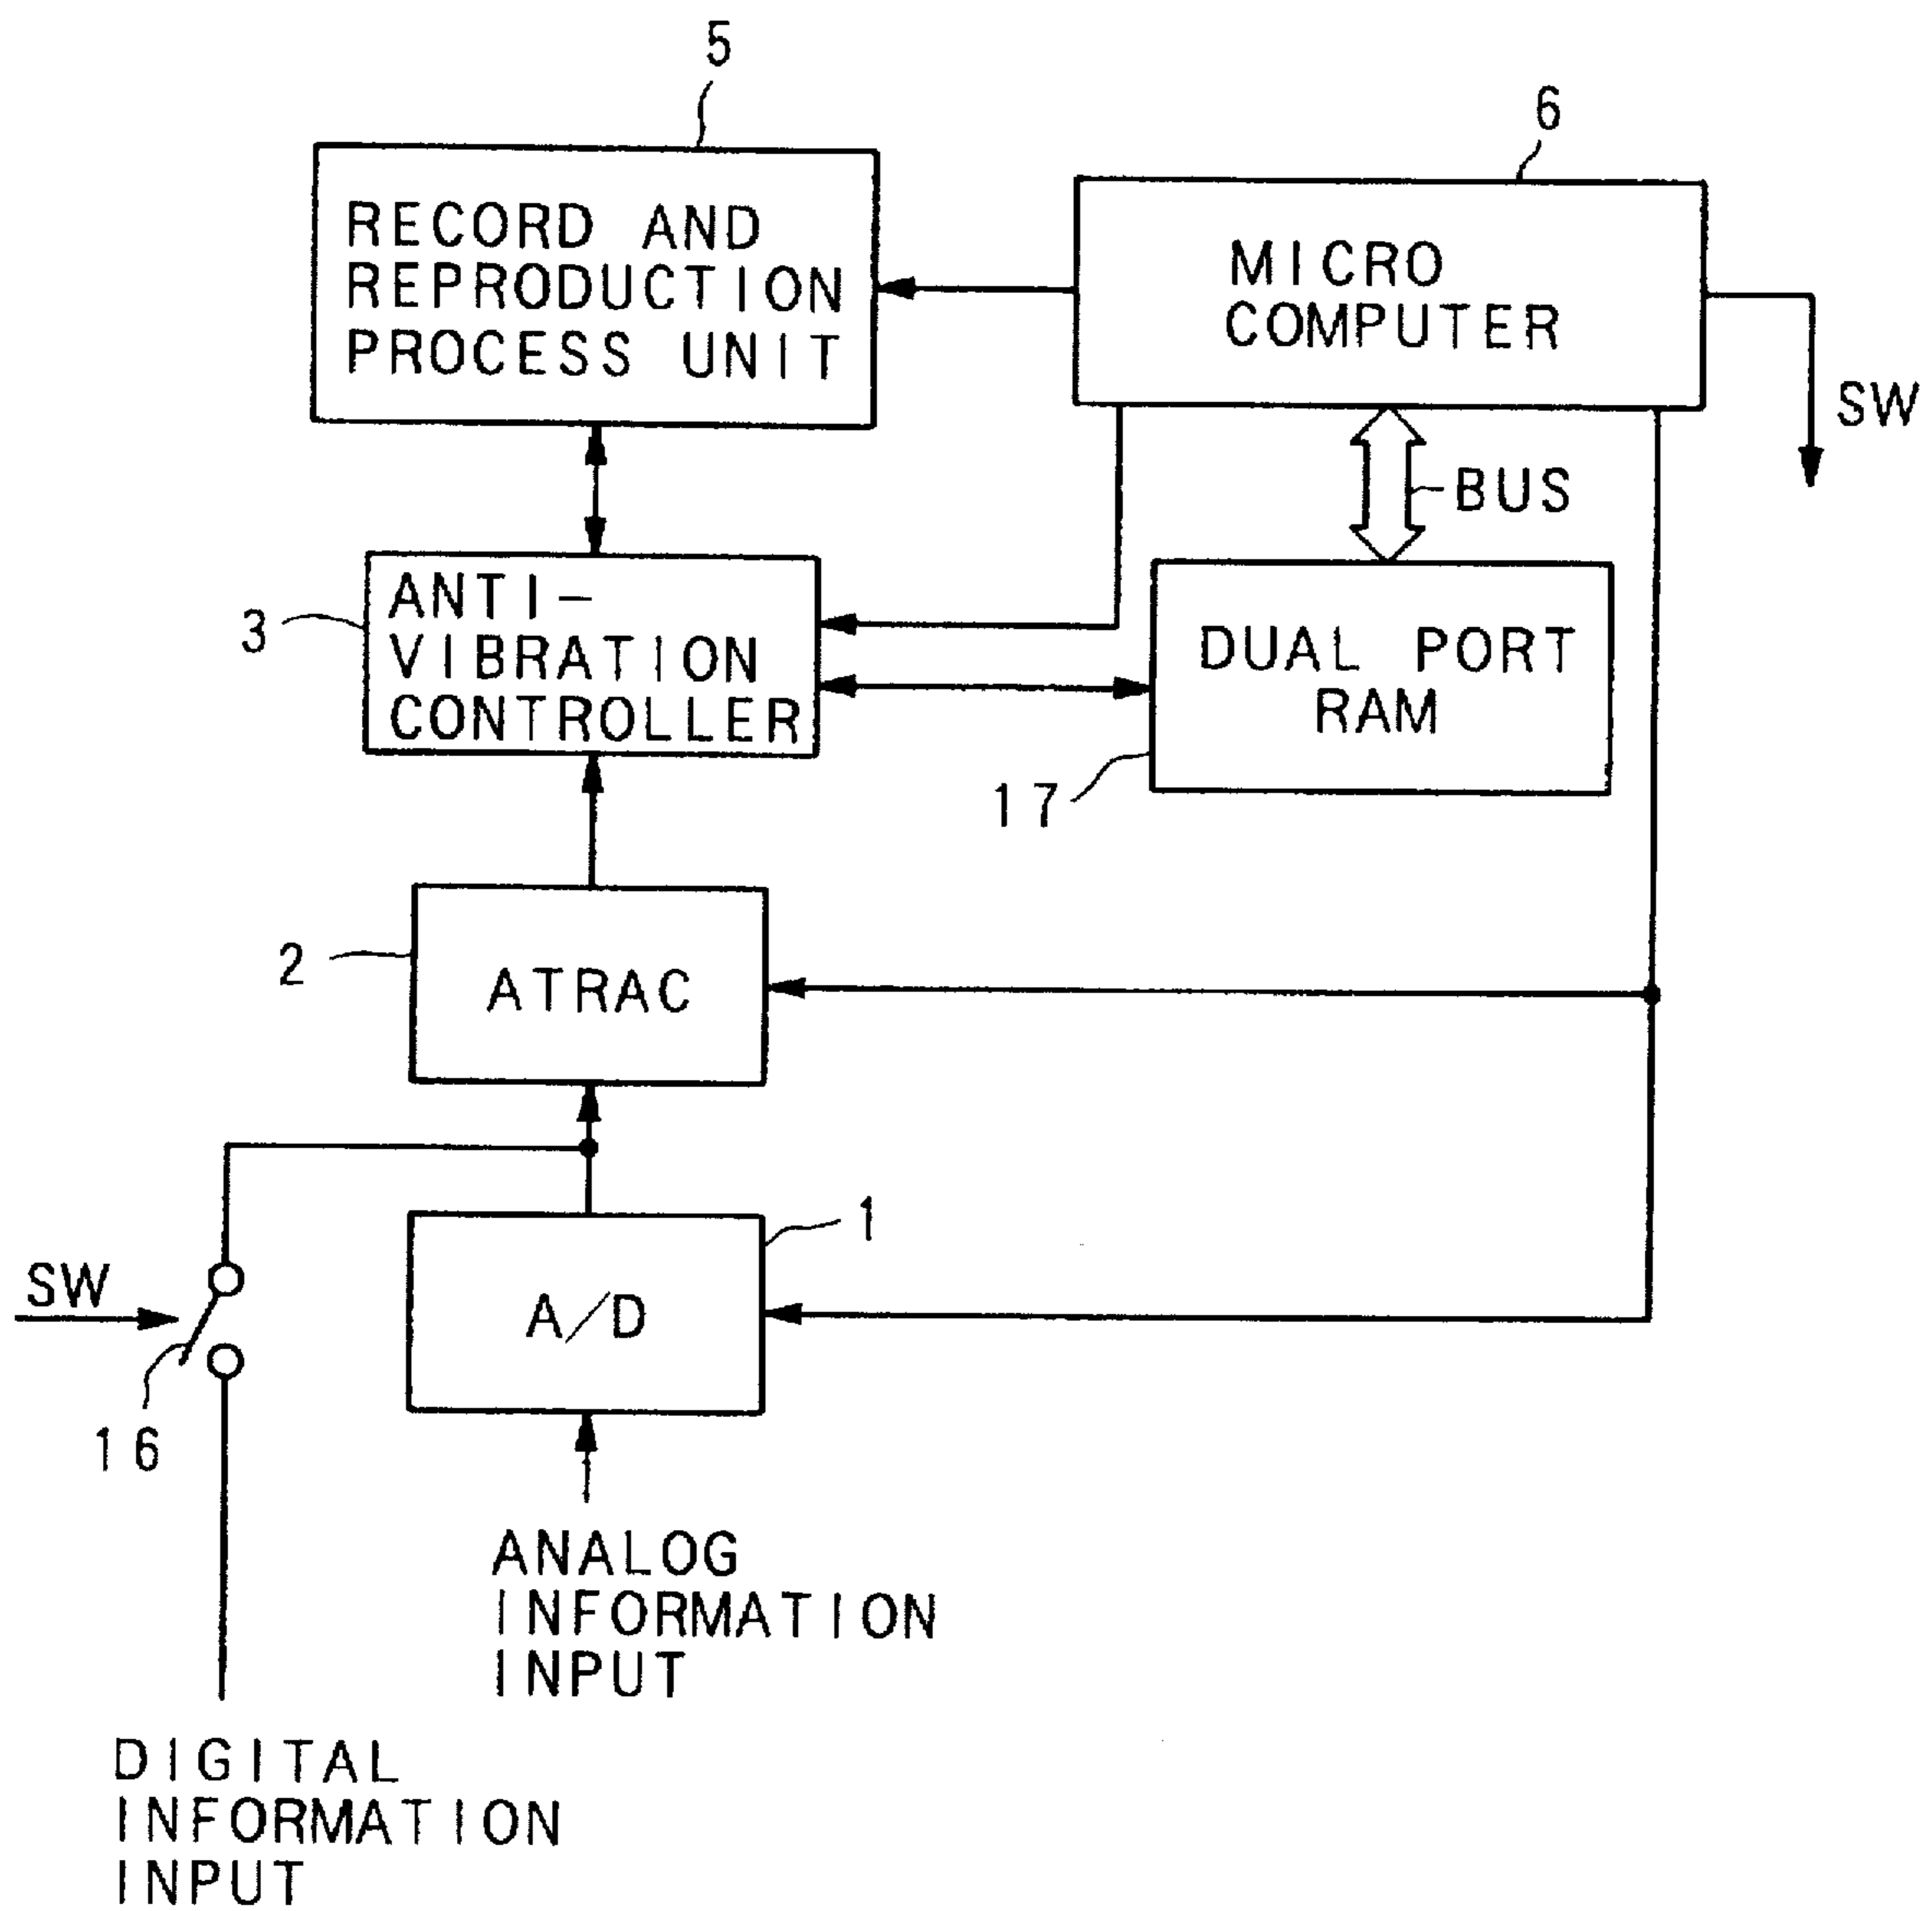 5
6
RECORD AND
REPRODUCTION
PROCESS UNIT
MICRO
COMPUTER
SW
BUS
3
ANTI-
VIBRATION
CONTROLLER
DUAL PORT
RAM
17
2
ATRAC
1
SW
A/D
16
ANALOG
INFORMATION
INPUT
DIGITAL
INFORMATION
INPUT